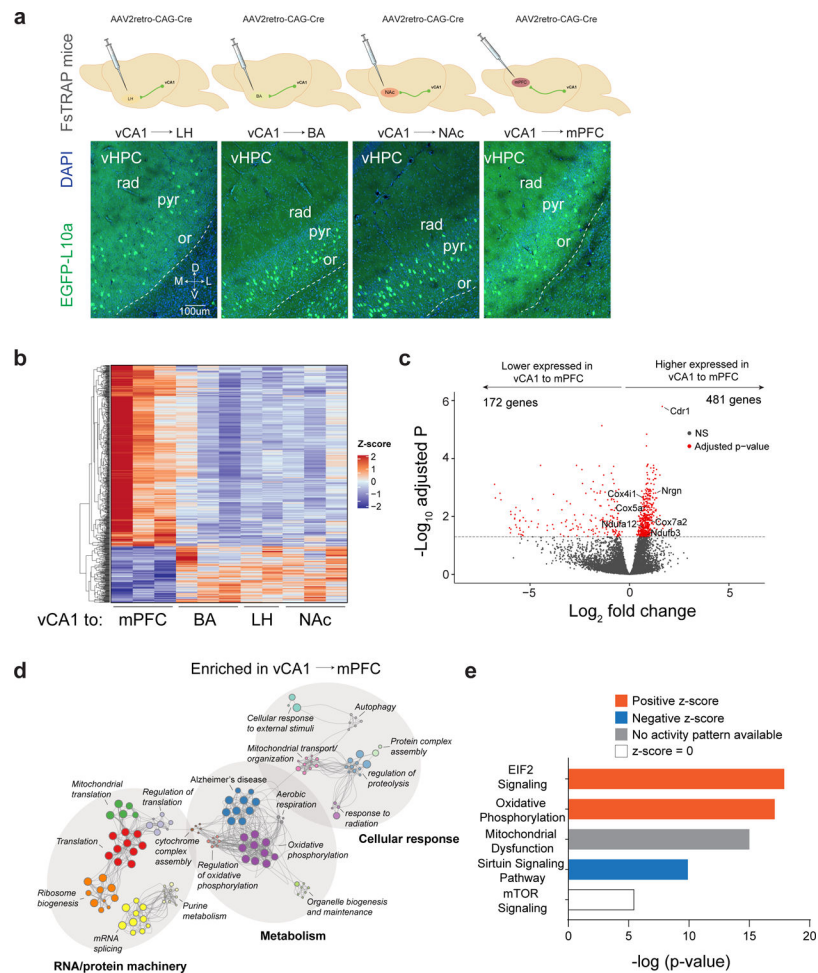 a
AAV2retro-CAG-Cre
AAV2retro-CAG-Cre
AAV2retro-CAG-Cre
AAV2retro-CAG-Cre
FsTRAP mice
vCA1
LH
vCA1
BA
vCA1
NAc
vCA1
mPFC
vCA1 → LH
vCA1 → BA
vCA1 → NAc
vCA1 → mPFC
DAPI
EGFP-L10a
vHPC
rad
pyr
or
D
M L
V
100um
vHPC
rad
pyr
or
vHPC
rad
pyr
or
vHPC
rad
pyr
or
b
Z-score
2
1
0
−1
−2
vCA1 to: mPFC BA LH NAc
c
Lower expressed in
vCA1 to mPFC
Higher expressed in
vCA1 to mPFC
172 genes
481 genes
6
4
2
0
-Log10 adjusted P
Cdr1
NS
Adjusted p−value
Cox4i1
Nrgn
Cox5a
Ndufa12
Cox7a2
Ndufb3
−5 0 5
Log2 fold change
d
Enriched in vCA1 → mPFC
Cellular response
to external stimuli
Autophagy
Mitochondrial transport/
organization
Protein complex
assembly
regulation of
proteolysis
response to
radiation
Cellular response
Mitochondrial
translation
Regulation of
translation
Alzheimer's disease
Aerobic
respiration
Translation
cytochrome
complex
assembly
Regulation
of oxidative
phosphorylation
Oxidative
phosphorylation
Ribosome
biogenesis
Purine
metabolism
Organelle biogenesis
and maintenance
mRNA
splicing
Metabolism
RNA/protein machinery
e
Positive z-score
Negative z-score
No activity pattern available
z-score = 0
EIF2
Signaling
Oxidative
Phosphorylation
Mitochondrial
Dysfunction
Sirtuin Signaling
Pathway
mTOR
Signaling
0 5 10 15 20
-log (p-value)